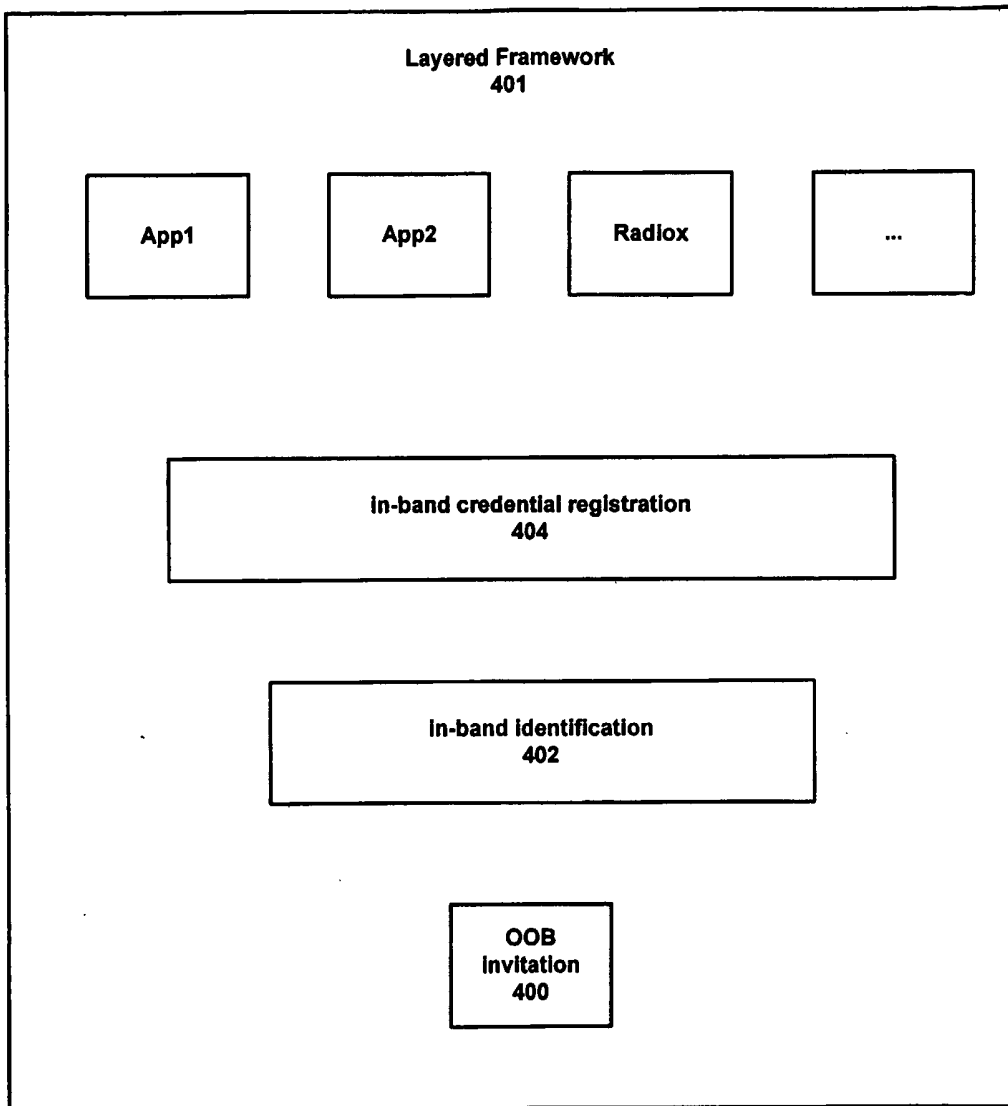 Layered Framework
401
App1
App2
Radiox
...
in-band credential registration
404
in-band identification
402
OOB
invitation
400